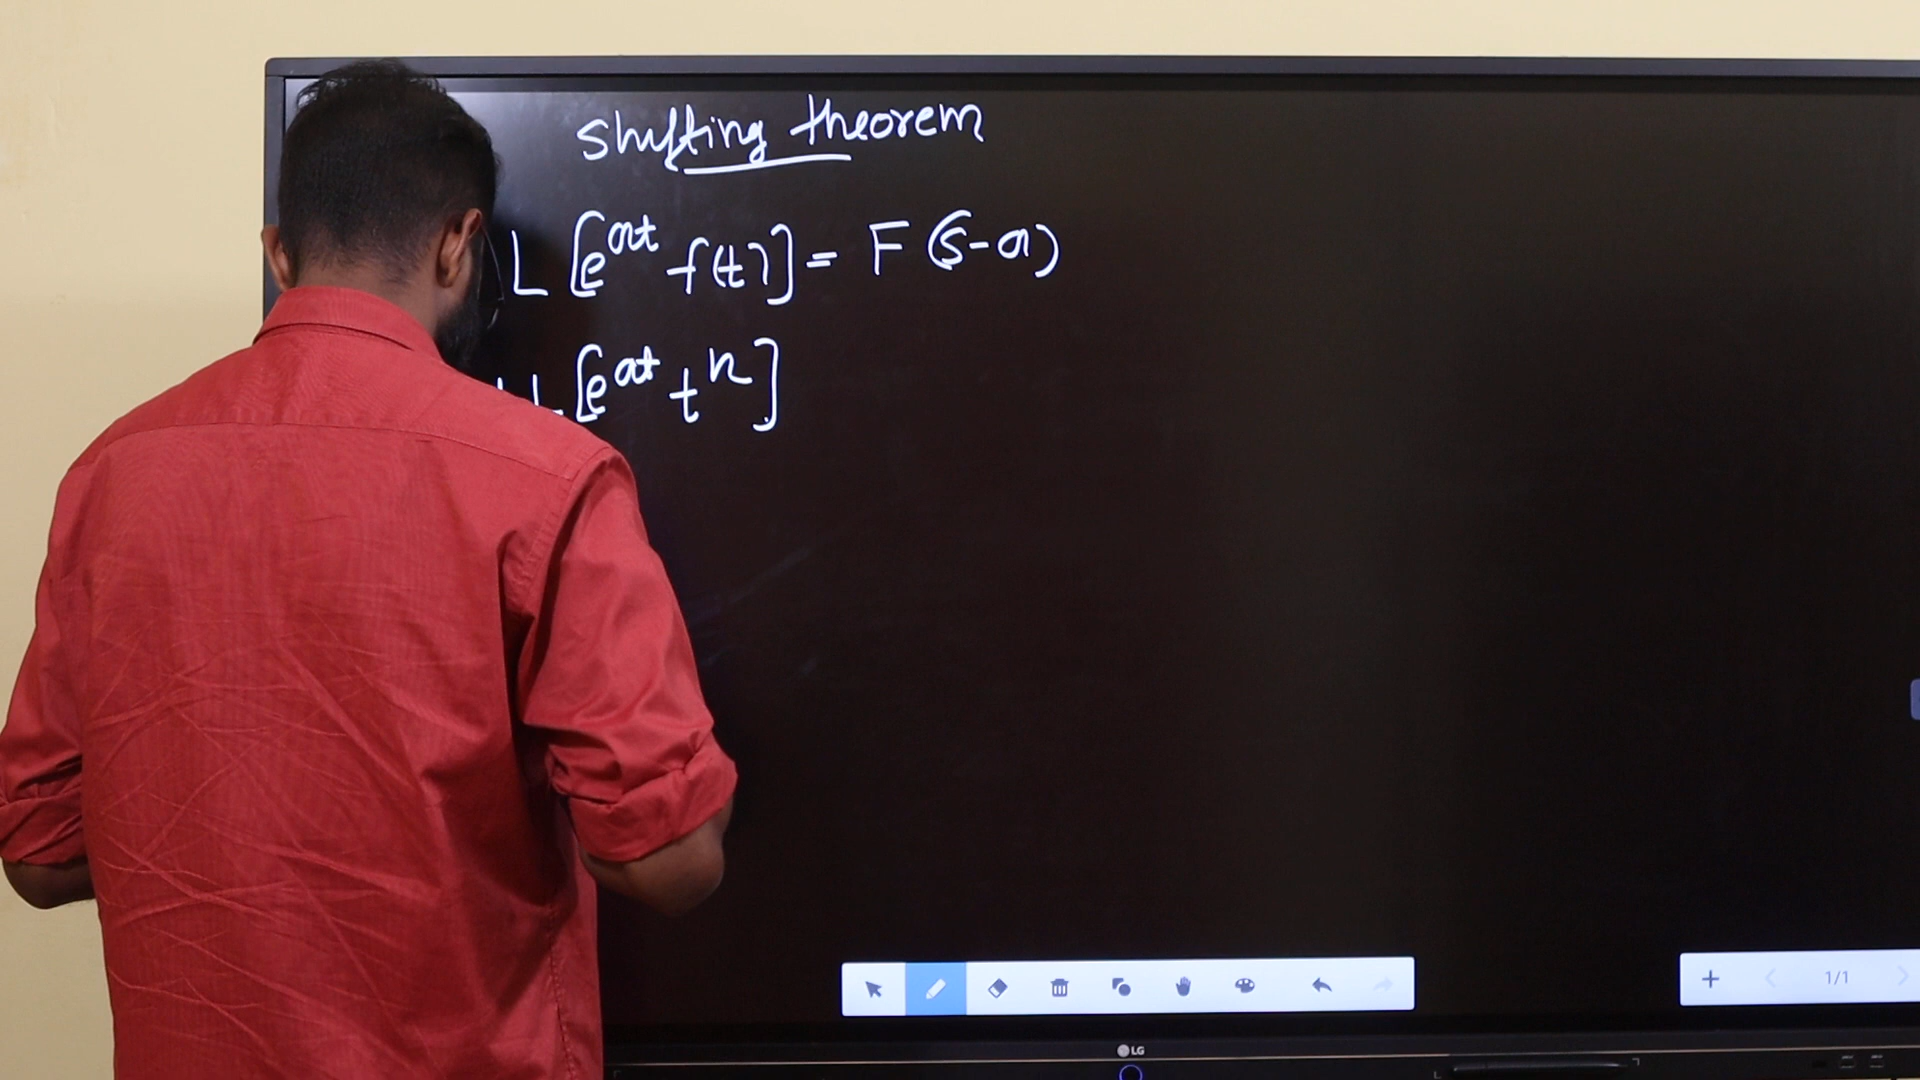 Shifting theorem
L [e^{at} f(t)] = F (s-a)
L [e^{at} t^n]
1/1
LG